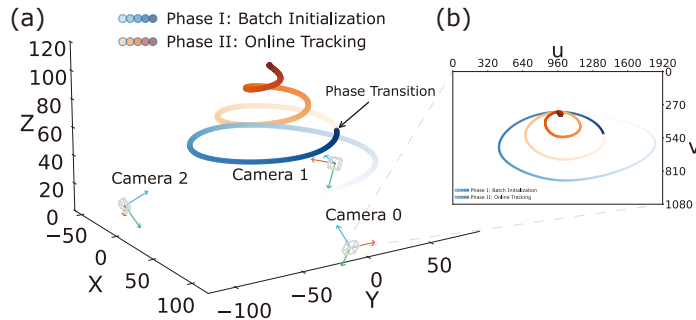 (a)
Phase I: Batch Initialization
Phase II: Online Tracking
(b)
u
0 320 640 960 1280 1600 1920
0
270
540
810
1080
v
Phase I: Batch Initialization
Phase II: Online Tracking
120
100
80
60
40
20
0
Z
Phase Transition
Camera 1
Camera 2
Camera 0
−50
0
50
100
X
−100
−50
0
50
Y